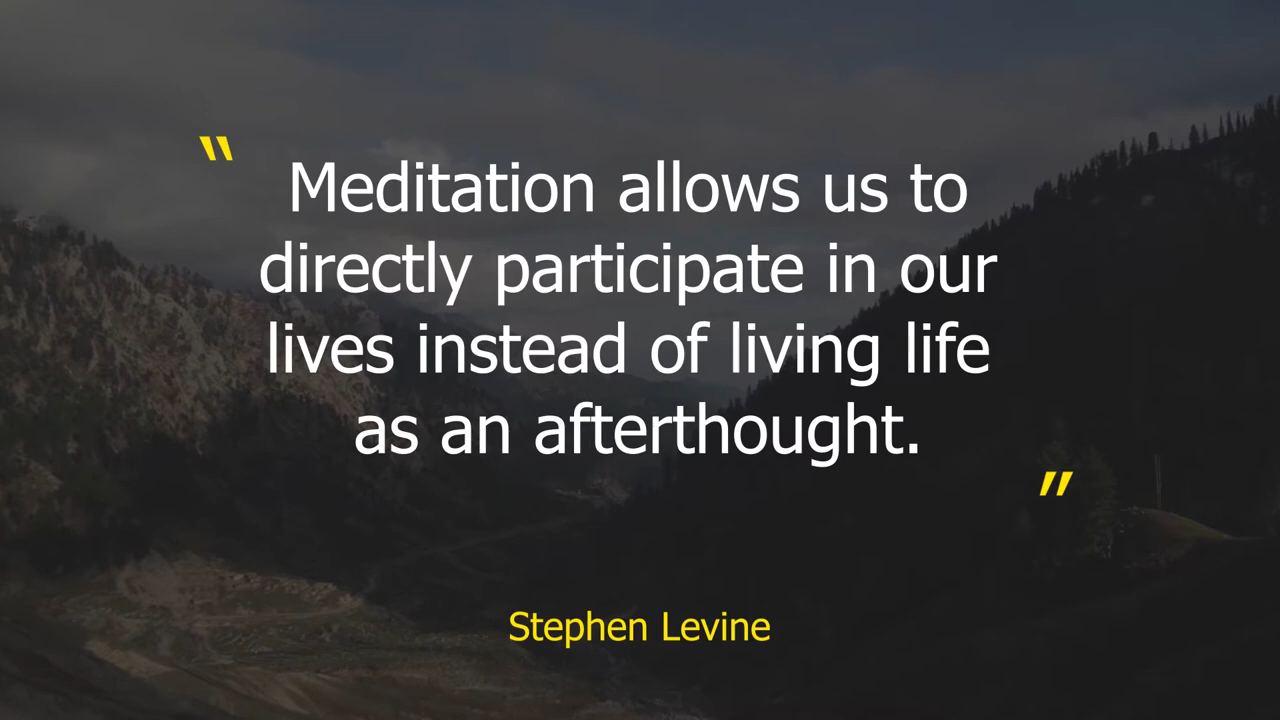 “
Meditation allows us to
directly participate in our
lives instead of living life
as an afterthought.
”
Stephen Levine